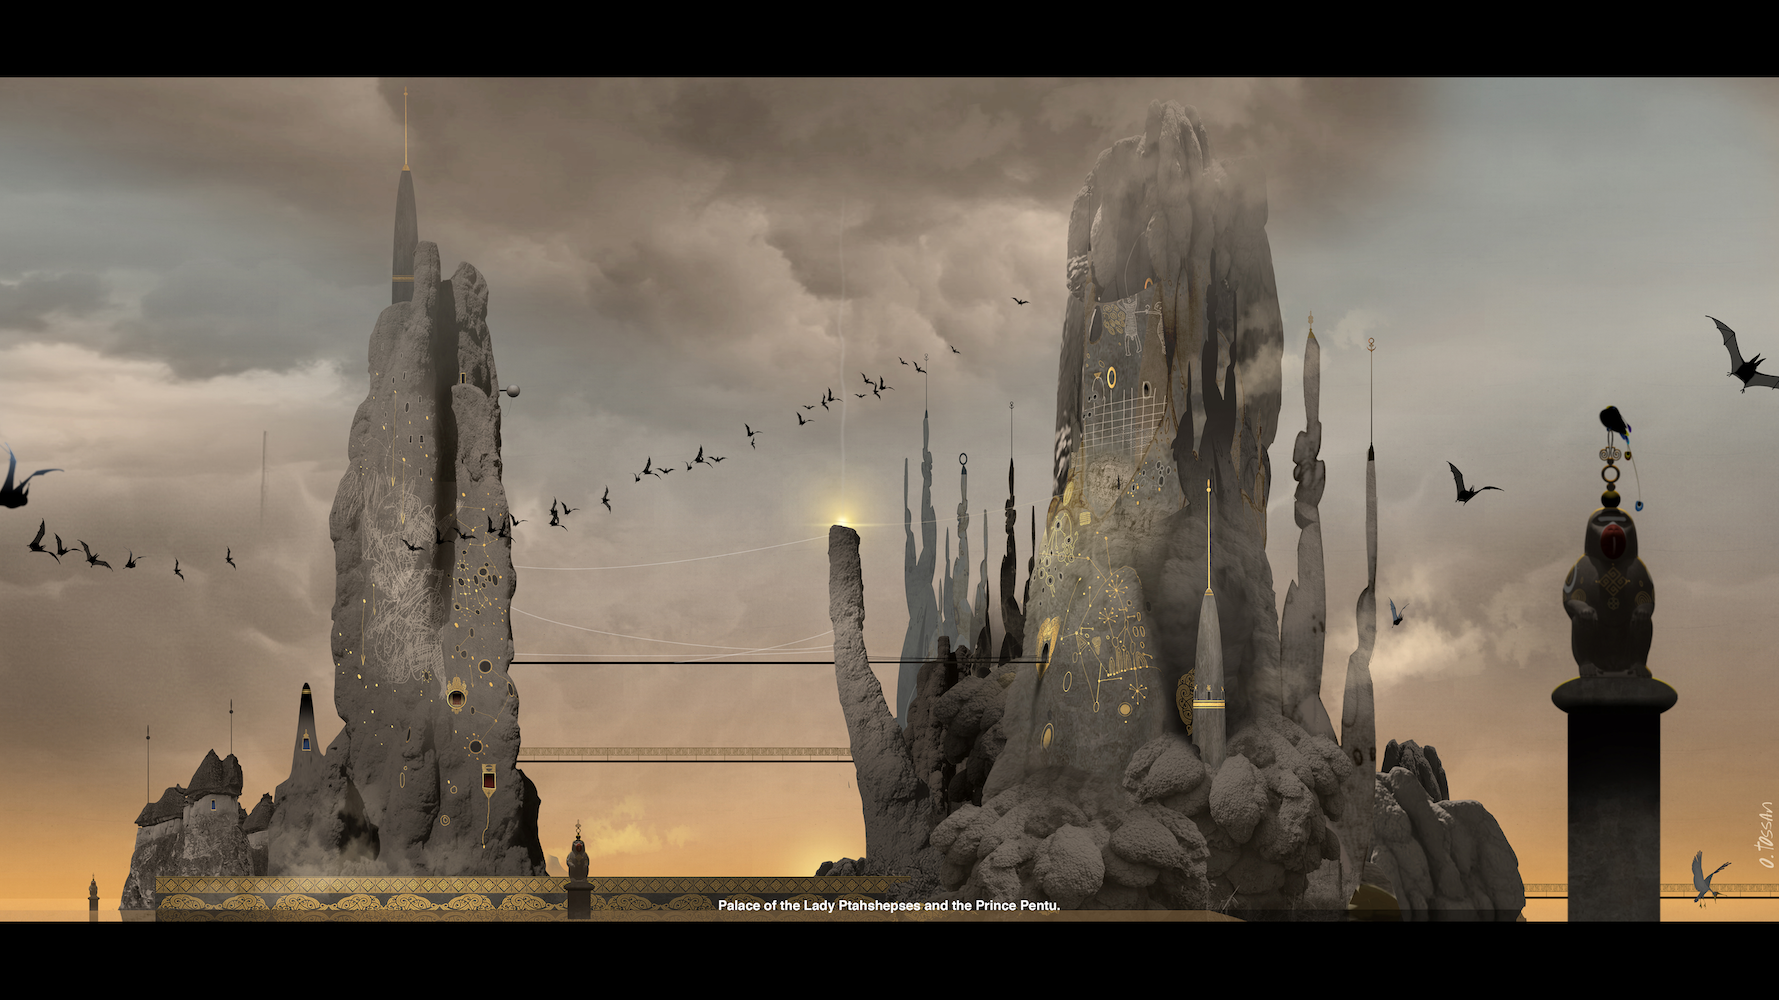 Palace of the Lady Ptahshepses and the Prince Pentu.
O. TOSSAN